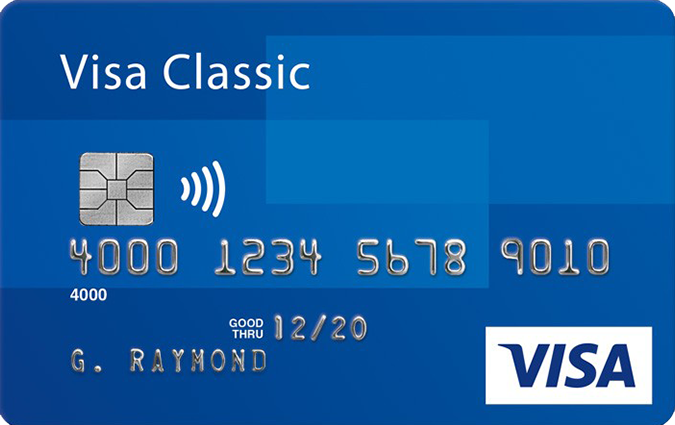 Visa Classic
4000 1234 5678 9010
4000
GOOD THRU 12/20
G. RAYMOND
VISA